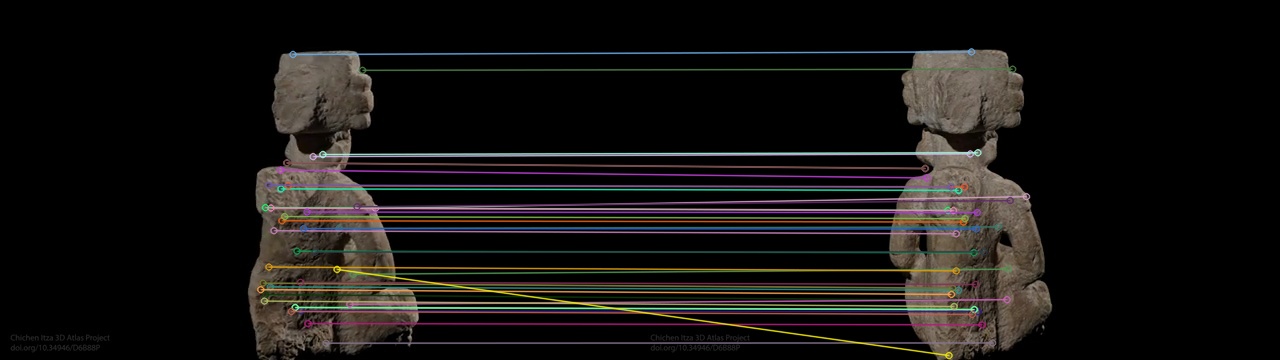 Chichen Itza 3D Atlas Project
doi.org/10.34946/D6B88P
Chichen Itza 3D Atlas Project
doi.org/10.34946/D6B88P